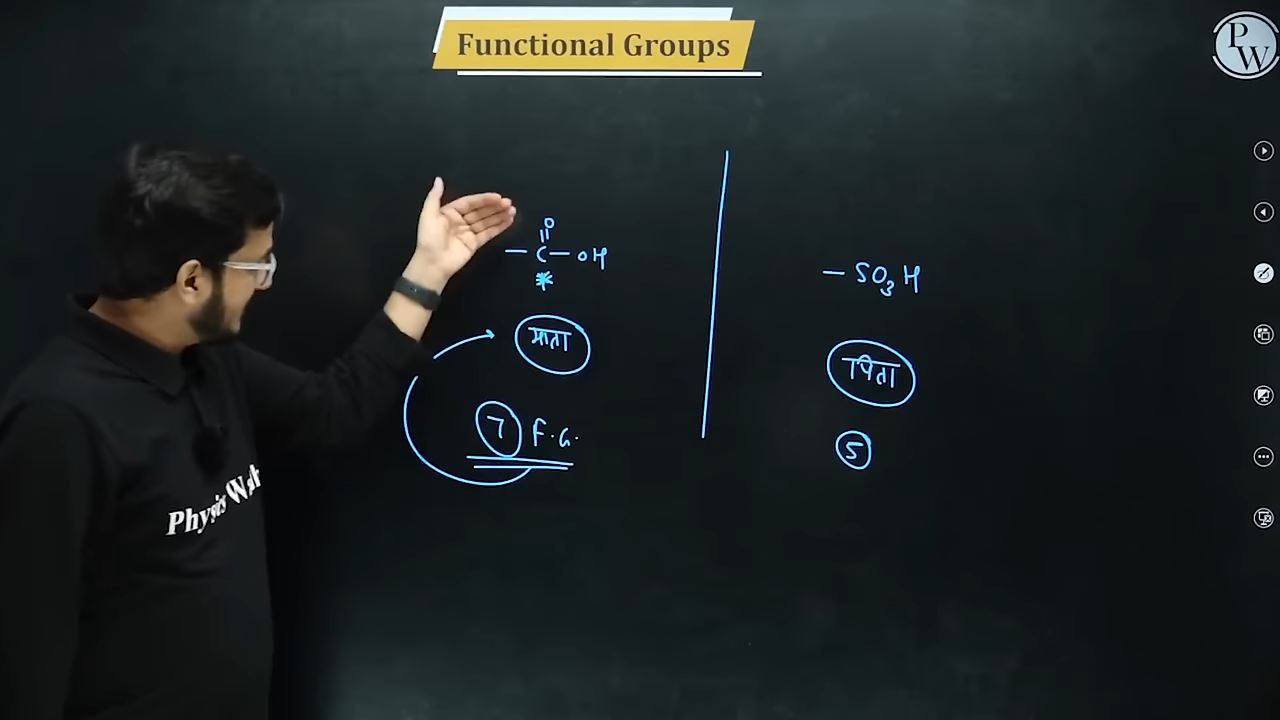 Functional Groups
PW
O
||
— C — OH
*
माता
7 F.G.
— SO3H
पिता
5
Physics Wallah